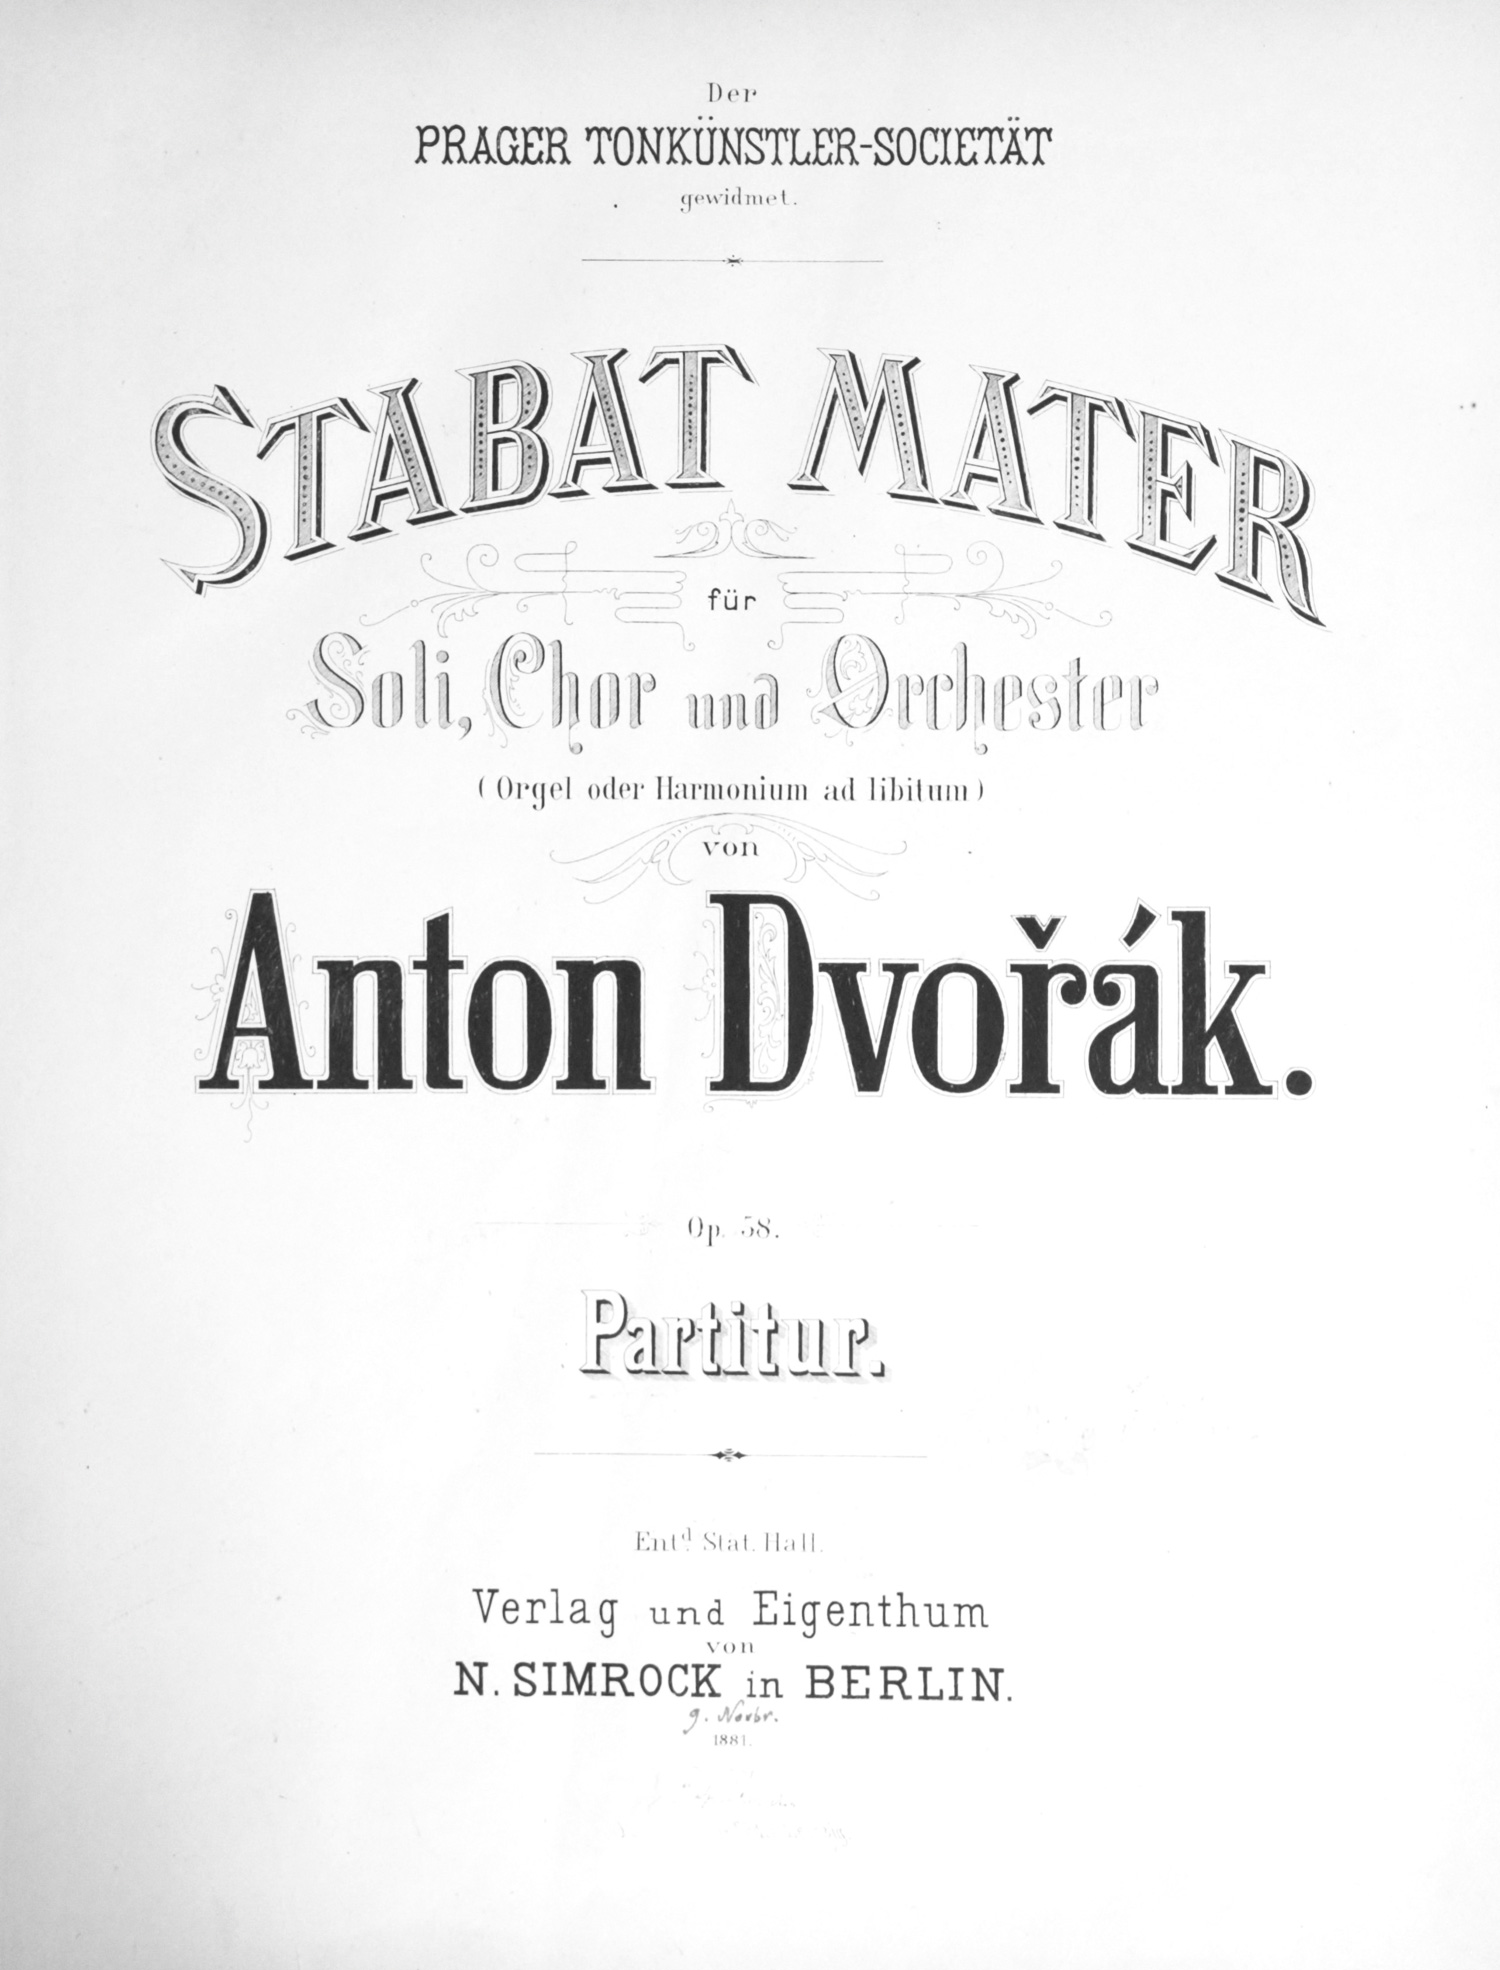 Der
PRAGER TONKÜNSTLER-SOCIETÄT
gewidmet.
STABAT MATER
für
Soli, Chor und Orchester
(Orgel oder Harmonium ad libitum)
von
Anton Dvořák.
Op. 58.
Partitur.
Entd. Stat. Hall.
Verlag und Eigenthum
von
N. SIMROCK in BERLIN.
9. Novbr.
1881.